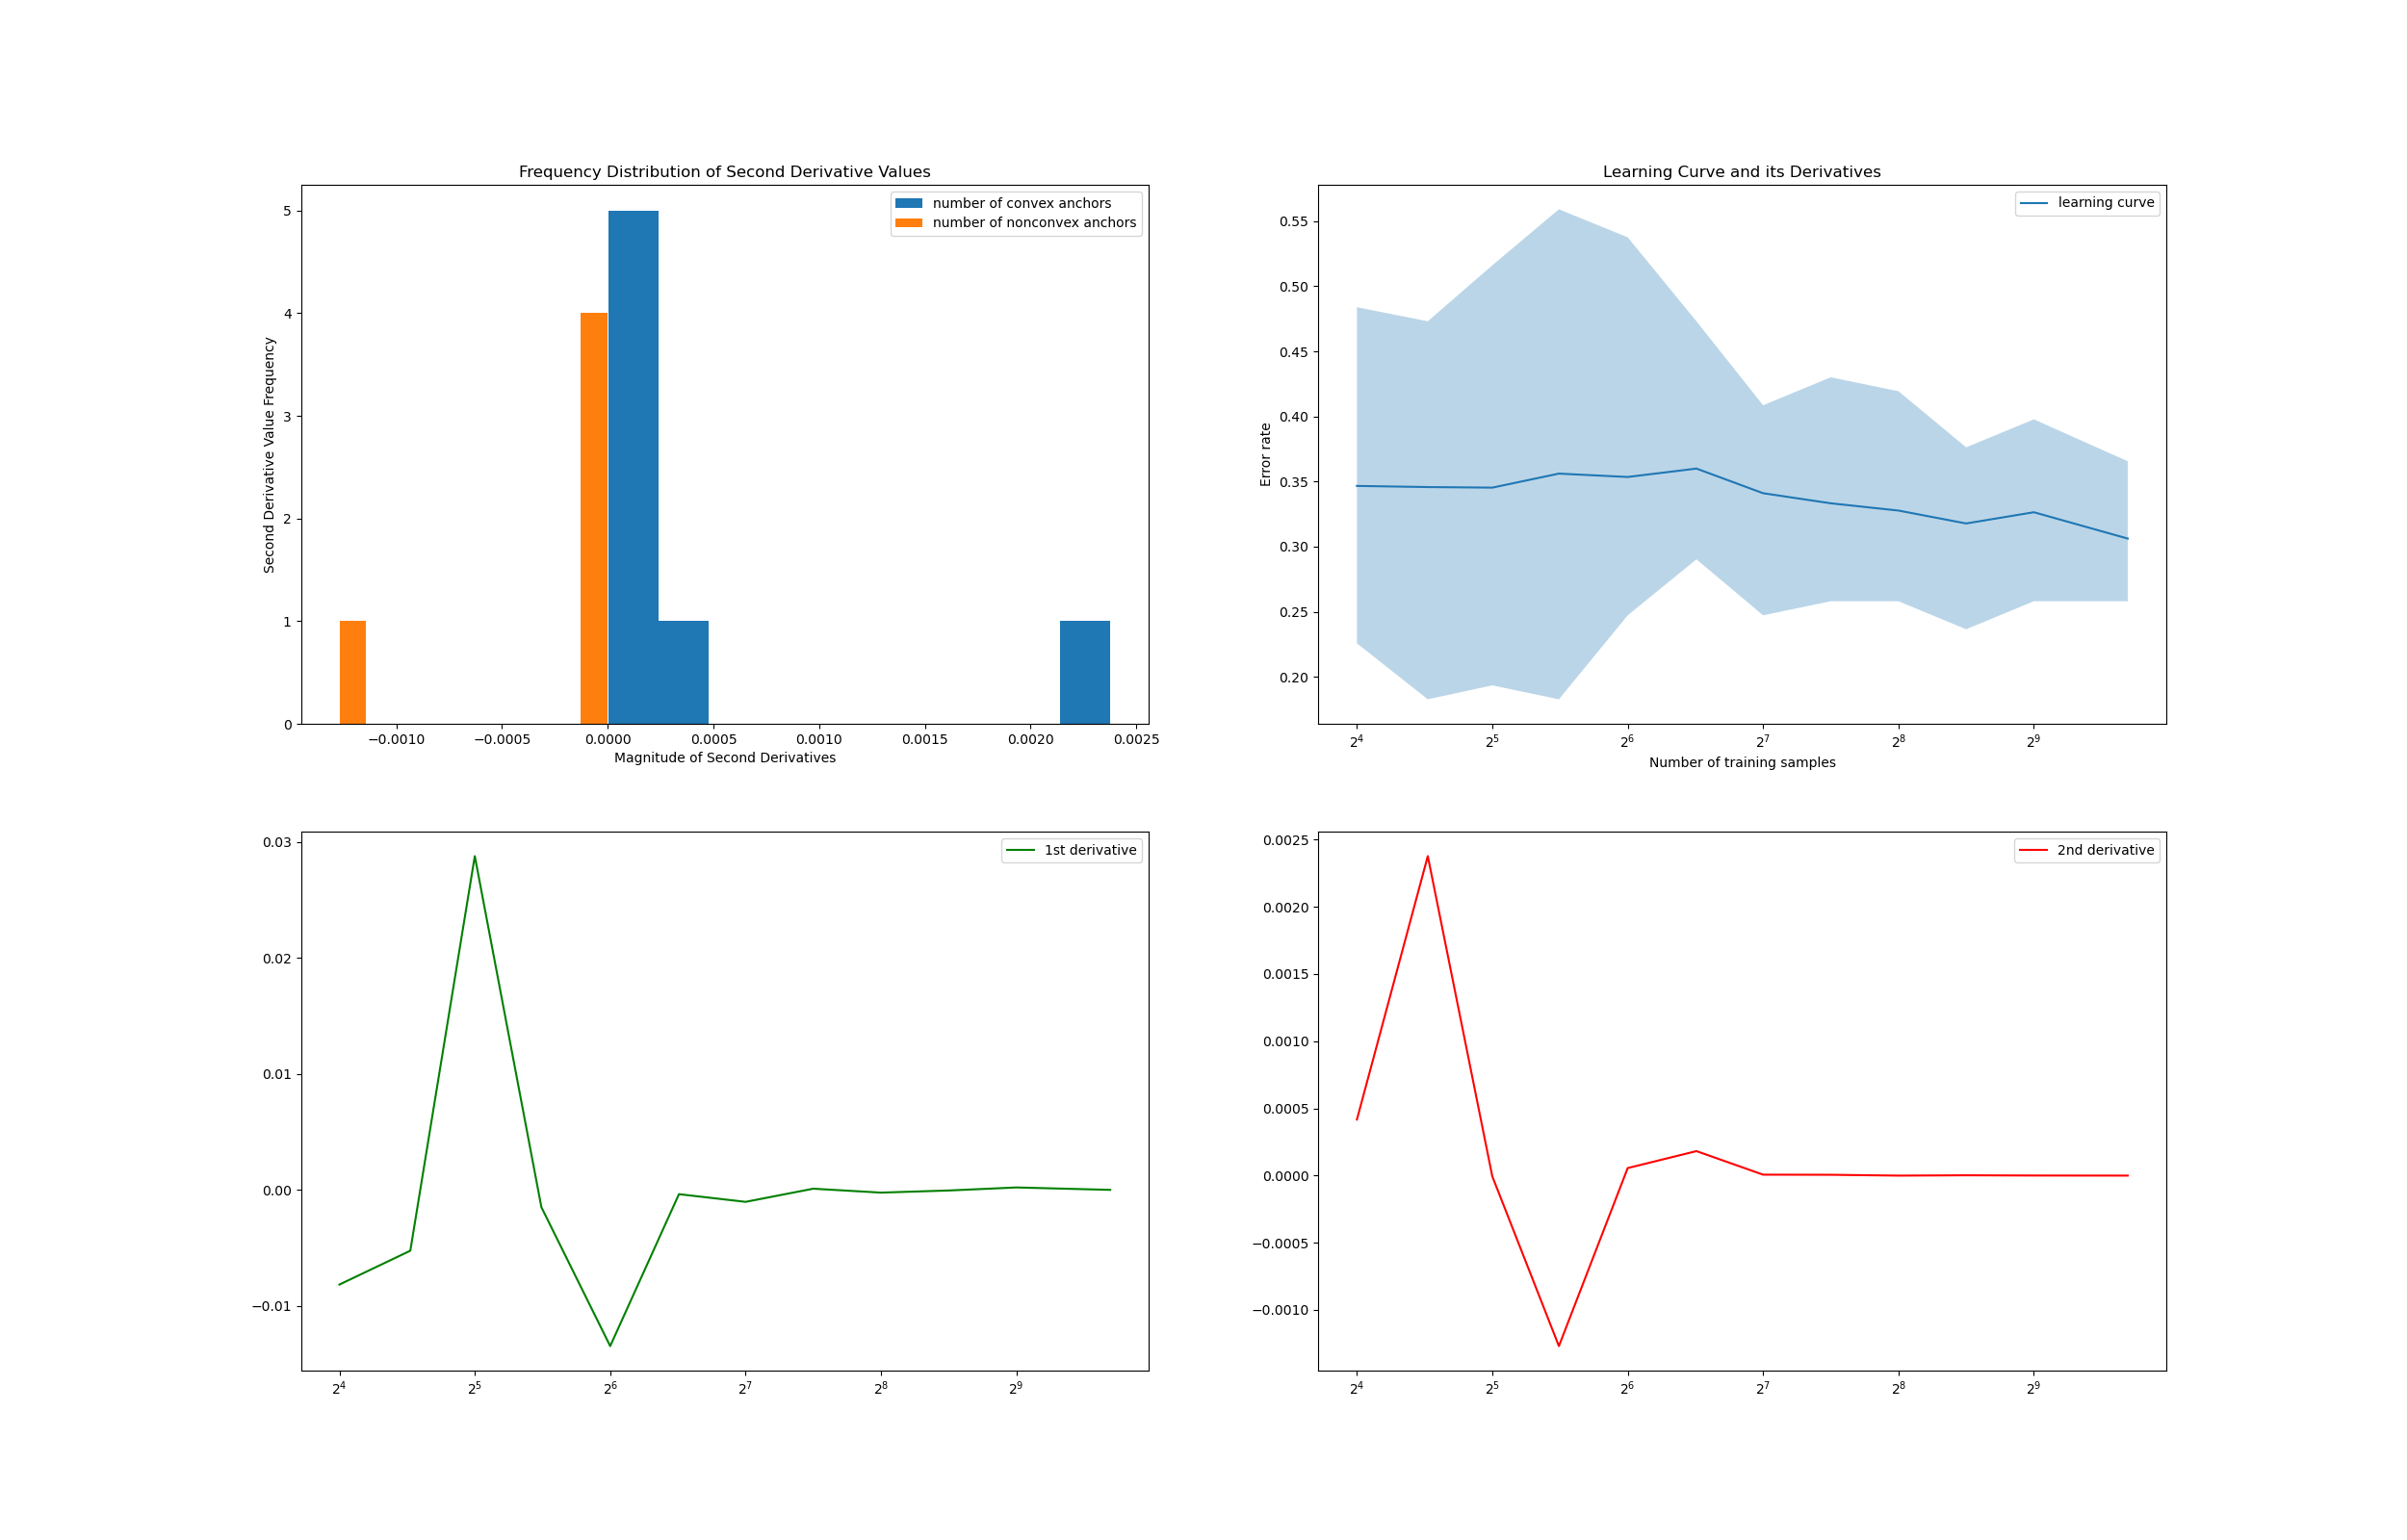 Frequency Distribution of Second Derivative Values
number of convex anchors
number of nonconvex anchors
Second Derivative Value Frequency
5
4
3
2
1
0
−0.0010 −0.0005 0.0000 0.0005 0.0010 0.0015 0.0020 0.0025
Magnitude of Second Derivatives
Learning Curve and its Derivatives
learning curve
Error rate
0.55
0.50
0.45
0.40
0.35
0.30
0.25
0.20
2⁴ 2⁵ 2⁶ 2⁷ 2⁸ 2⁹
Number of training samples
1st derivative
0.03
0.02
0.01
0.00
−0.01
2⁴ 2⁵ 2⁶ 2⁷ 2⁸ 2⁹
2nd derivative
0.0025
0.0020
0.0015
0.0010
0.0005
0.0000
−0.0005
−0.0010
2⁴ 2⁵ 2⁶ 2⁷ 2⁸ 2⁹